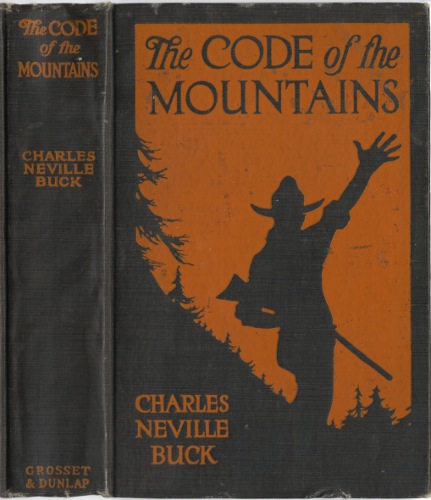 The CODE
of the
MOUNTAINS
CHARLES
NEVILLE
BUCK
GROSSET
& DUNLAP
The CODE of the
MOUNTAINS
CHARLES
NEVILLE
BUCK